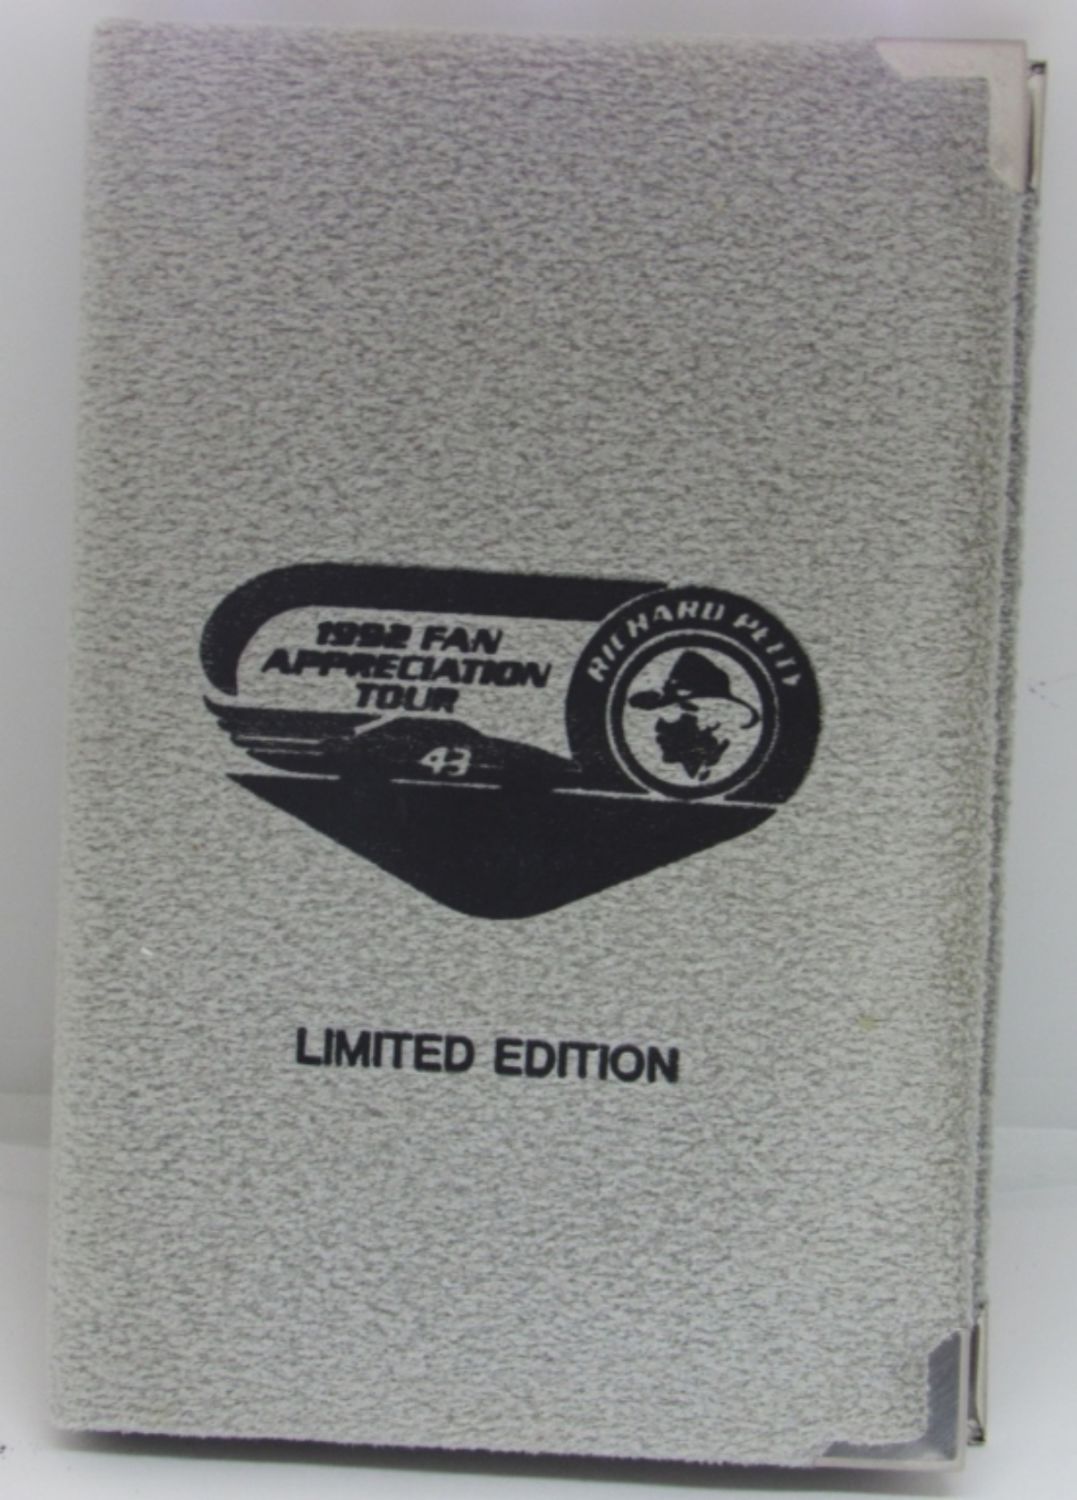 1992 FAN
APPRECIATION
TOUR
RICHARD PETTY
43
LIMITED EDITION